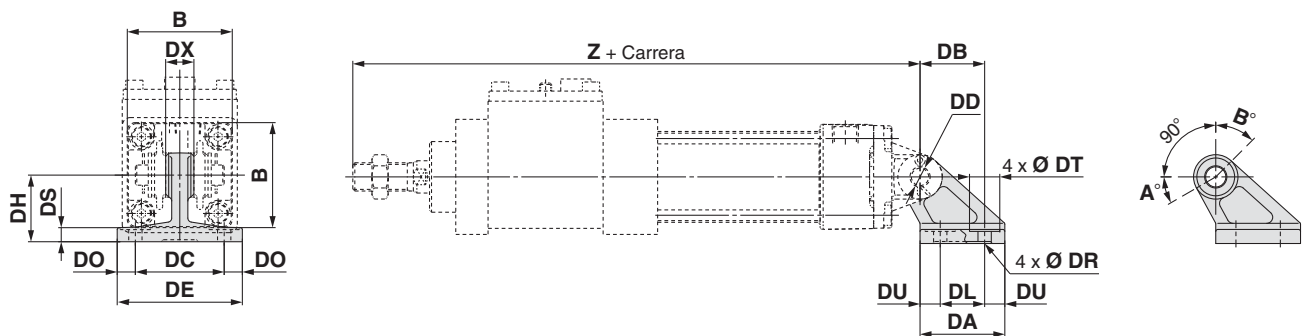 B
DX
DH
DS
B
DO
DC
DO
DE
Z + Carrera
DB
DD
4 x Ø DT
4 x Ø DR
DU
DL
DU
DA
90°
B°
A°